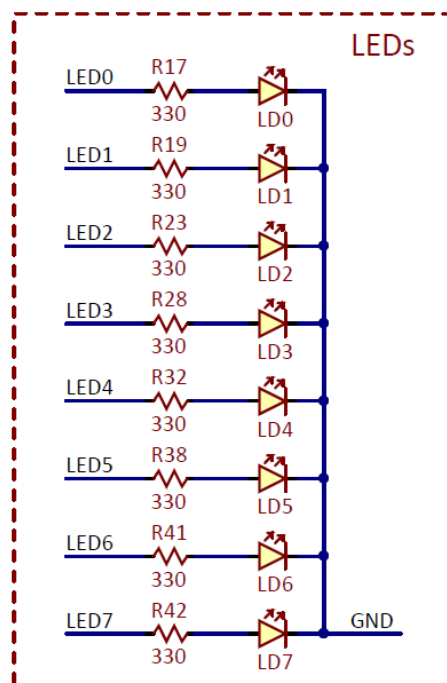 LEDs
LED0 R17
330 LD0
LED1 R19
330 LD1
LED2 R23
330 LD2
LED3 R28
330 LD3
LED4 R32
330 LD4
LED5 R38
330 LD5
LED6 R41
330 LD6
LED7 R42 GND
330 LD7